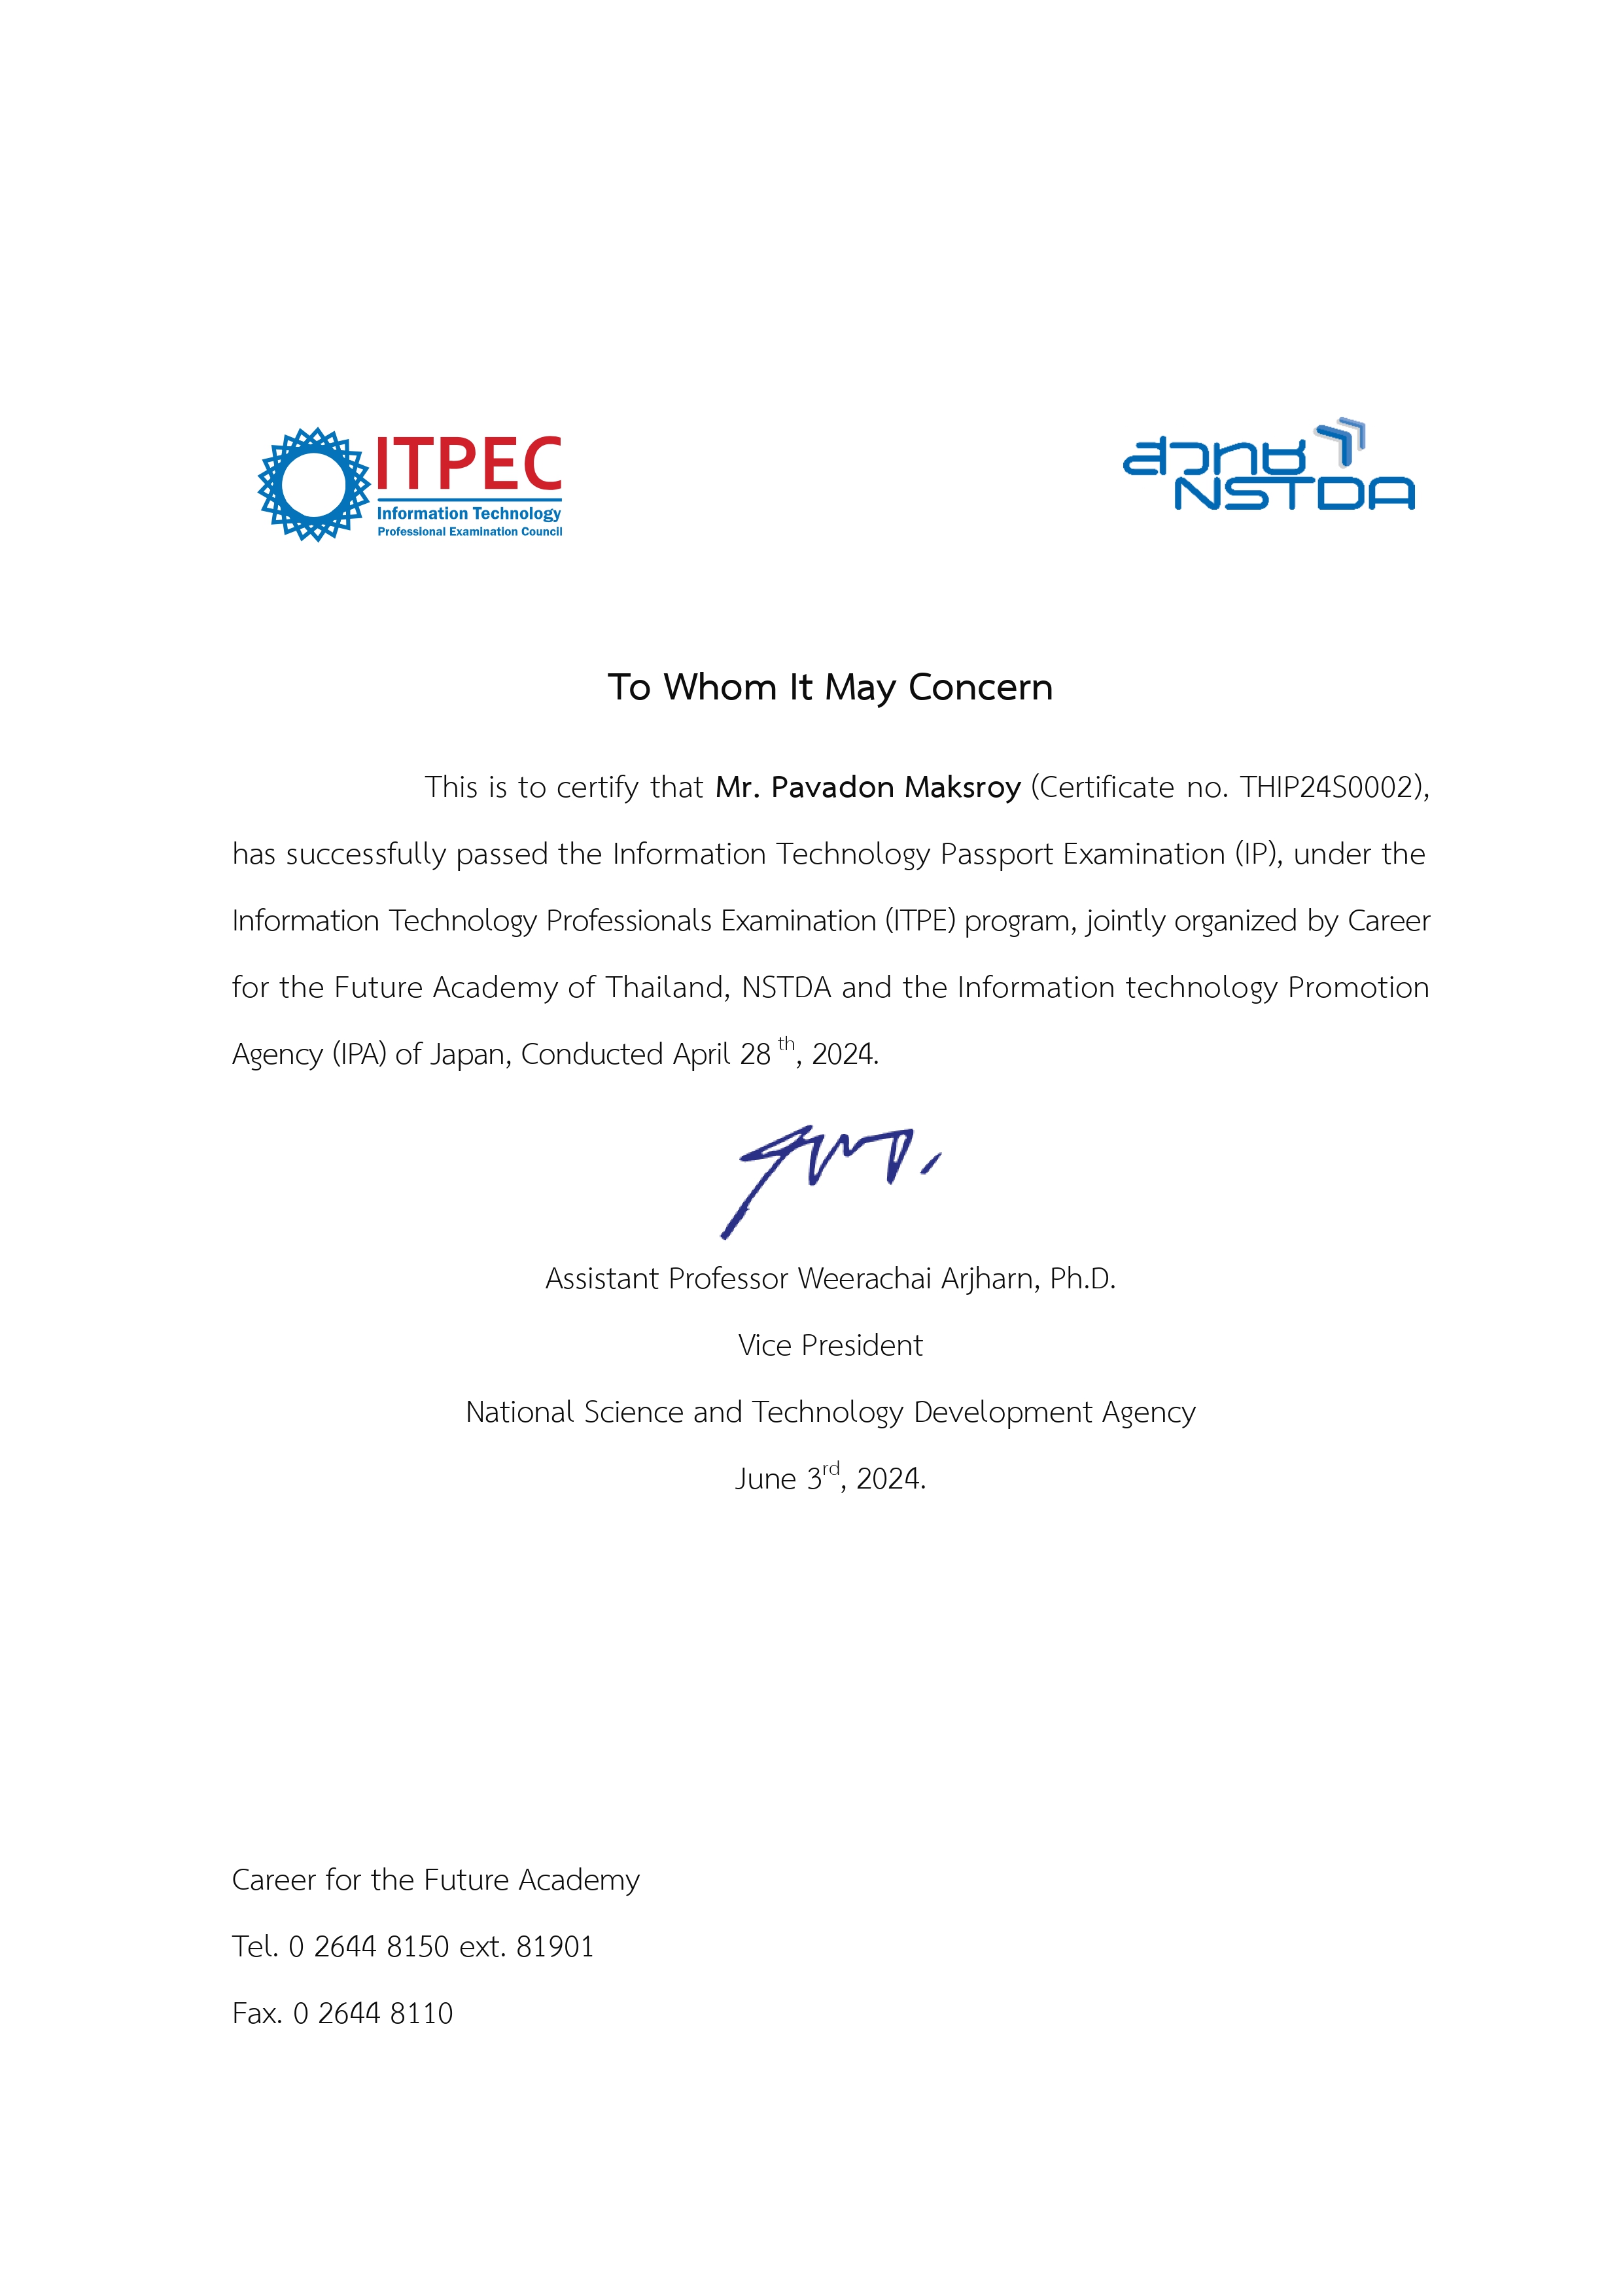 ITPEC
Information Technology
Professional Examination Council
สวทช
NSTDA
To Whom It May Concern
This is to certify that Mr. Pavadon Maksroy (Certificate no. THIP24S0002),
has successfully passed the Information Technology Passport Examination (IP), under the
Information Technology Professionals Examination (ITPE) program, jointly organized by Career
for the Future Academy of Thailand, NSTDA and the Information technology Promotion
Agency (IPA) of Japan, Conducted April 28 th, 2024.
Assistant Professor Weerachai Arjharn, Ph.D.
Vice President
National Science and Technology Development Agency
June 3rd, 2024.
Career for the Future Academy
Tel. 0 2644 8150 ext. 81901
Fax. 0 2644 8110